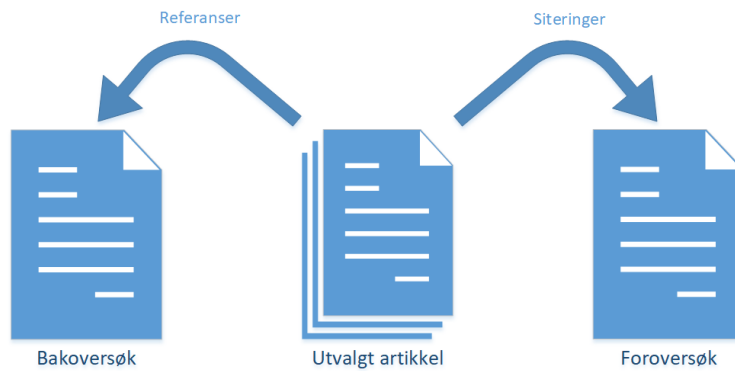 Referanser
Siteringer
Bakoversøk
Utvalgt artikkel
Foroversøk